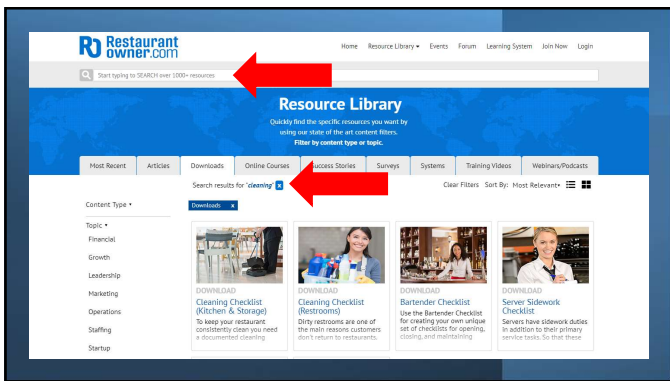 Restaurant
owner.com
Home Resource Library Events Forum Learning System Join Now Login
Start typing to SEARCH over 1000+ resources
Resource Library
Quickly find the specific resources you want by
using our state of the art content filters.
Filter by content type or topic.
Most Recent Articles Downloads Online Courses Success Stories Surveys Systems Training Videos Webinars/Podcasts
Search results for "cleaning" x Clear Filters Sort By: Most Relevant
Content Type
Downloads x
Topic
Financial
Growth
Leadership
Marketing
Operations
Staffing
Startup
DOWNLOAD
Cleaning Checklist
(Kitchen & Storage)
To keep your restaurant
consistently clean you need
a documented cleaning
DOWNLOAD
Cleaning Checklist
(Restrooms)
Dirty restrooms are one of
the main reasons customers
don't return to restaurants.
DOWNLOAD
Bartender Checklist
Use the Bartender Checklist
for creating your own unique
set of checklists for opening,
closing, and maintaining
DOWNLOAD
Server Sidework
Checklist
Servers have sidework duties
in addition to their primary
service tasks. So that these